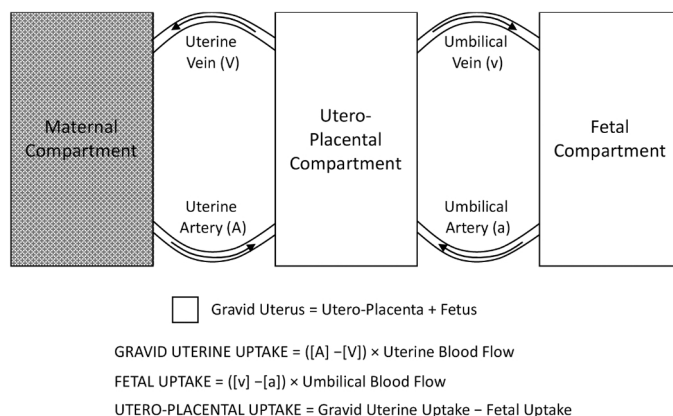 Uterine
Vein (V)
Umbilical
Vein (v)
Maternal
Compartment
Utero-
Placental
Compartment
Fetal
Compartment
Uterine
Artery (A)
Umbilical
Artery (a)
Gravid Uterus = Utero-Placenta + Fetus
GRAVID UTERINE UPTAKE = ([A] −[V]) × Uterine Blood Flow
FETAL UPTAKE = ([v] −[a]) × Umbilical Blood Flow
UTERO-PLACENTAL UPTAKE = Gravid Uterine Uptake − Fetal Uptake